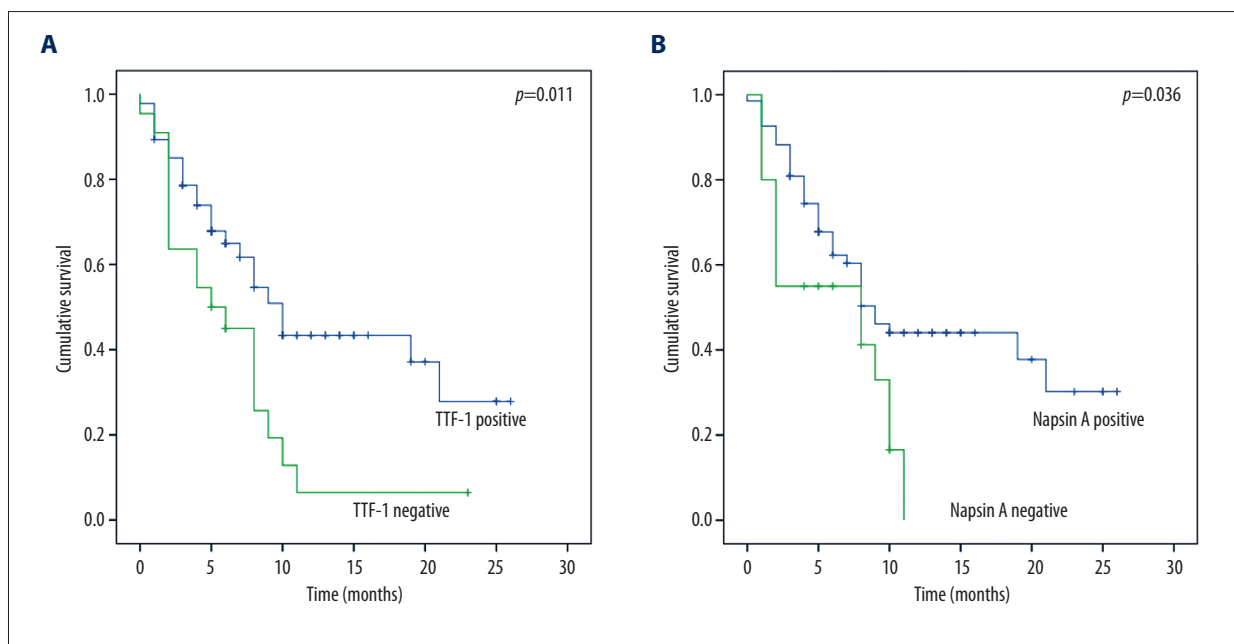 A
p=0.011
Cumulative survival
1.0
0.8
0.6
0.4
0.2
0.0
TTF-1 positive
TTF-1 negative
0 5 10 15 20 25 30
Time (months)
B
p=0.036
Cumulative survival
1.0
0.8
0.6
0.4
0.2
0.0
Napsin A positive
Napsin A negative
0 5 10 15 20 25 30
Time (months)